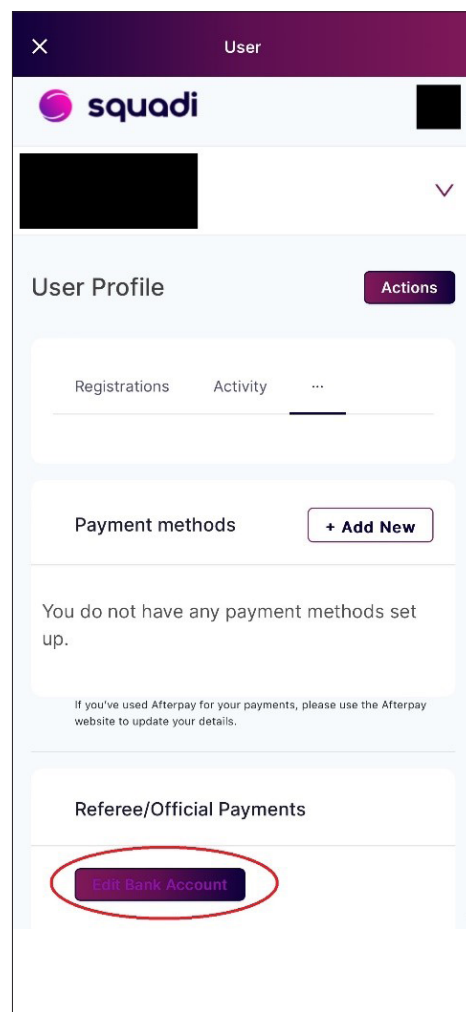 User
squadi
User Profile
Actions
Registrations
Activity
...
Payment methods
+ Add New
You do not have any payment methods set
up.
If you've used Afterpay for your payments, please use the Afterpay
website to update your details.
Referee/Official Payments
Edit Bank Account